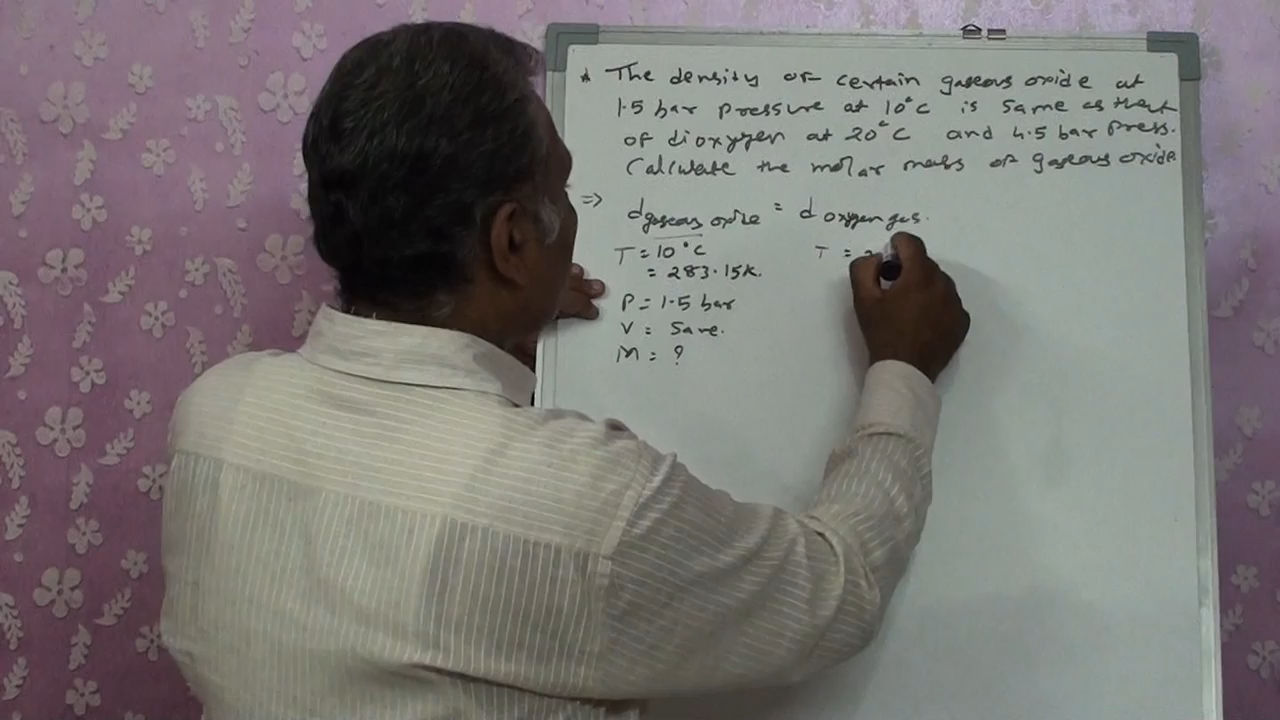 * The density of certain gaseous oxide at
1.5 bar pressure at 10°C is same as that
of dioxygen at 20°C and 4.5 bar press.
Calculate the molar mass of gaseous oxide
=> d gaseous oxide = d oxygen gas.
T = 10°C T =
= 283.15K.
P = 1.5 bar
V = Same.
M = ?